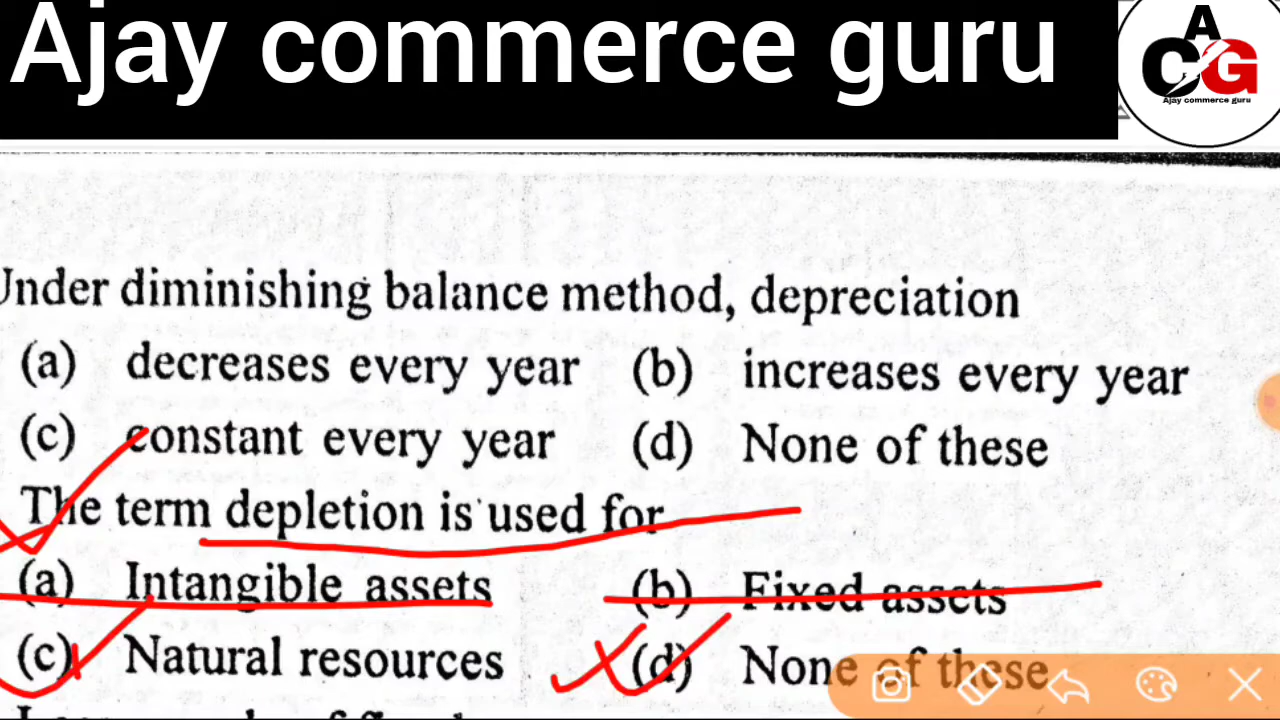 Ajay commerce guru
A
CG
Ajay commerce guru
Under diminishing balance method, depreciation
(a) decreases every year (b) increases every year
(c) constant every year (d) None of these
The term depletion is used for
(a) Intangible assets (b) Fixed assets
(c) Natural resources (d) None of these